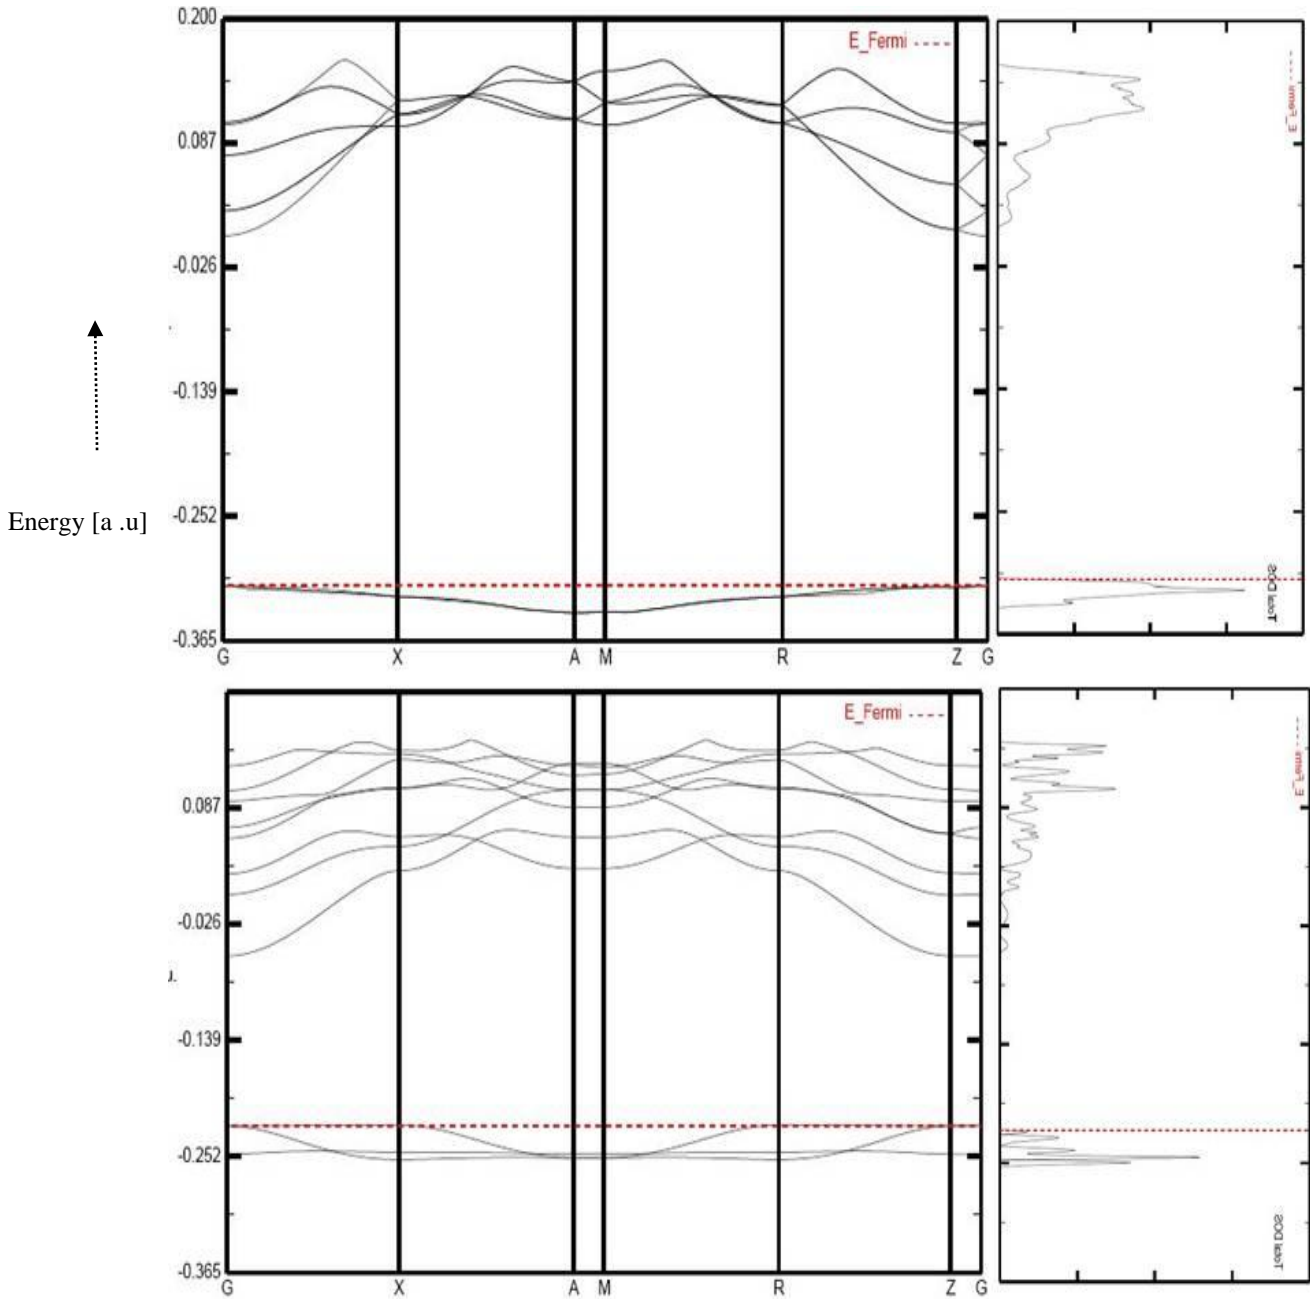 0.200
E_Fermi
E_Fermi
0.087
-0.026
-0.139
Energy [a .u]
-0.252
Total DOS
-0.365
G X A M R Z G
E_Fermi
E_Fermi
0.087
-0.026
-0.139
-0.252
Total DOS
-0.365
G X A M R Z G